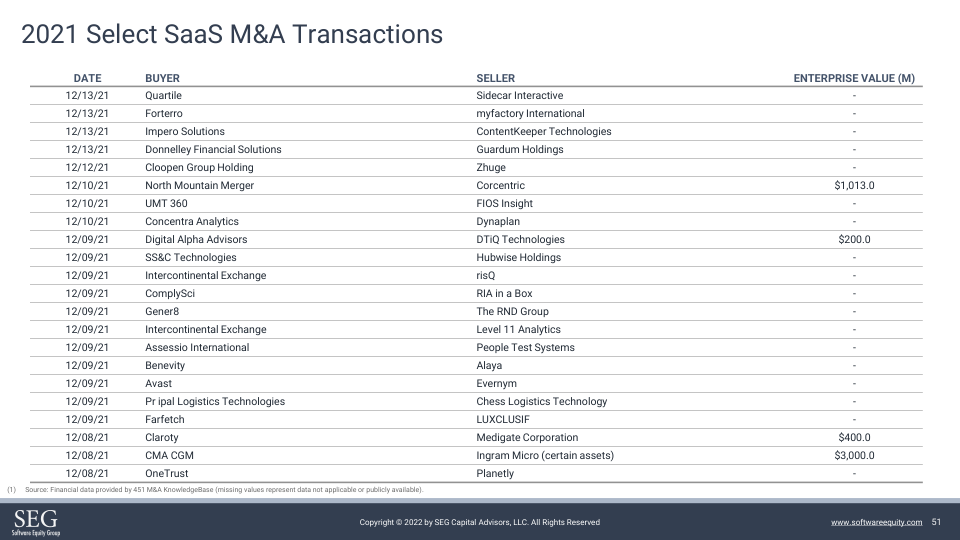 2021 Select SaaS M&A Transactions
DATE BUYER SELLER ENTERPRISE VALUE (M)
12/13/21 Quartile Sidecar Interactive -
12/13/21 Forterro myfactory International -
12/13/21 Impero Solutions ContentKeeper Technologies -
12/13/21 Donnelley Financial Solutions Guardum Holdings -
12/12/21 Cloopen Group Holding Zhuge -
12/10/21 North Mountain Merger Corcentric $1,013.0
12/10/21 UMT 360 FIOS Insight -
12/10/21 Concentra Analytics Dynaplan -
12/09/21 Digital Alpha Advisors DTiQ Technologies $200.0
12/09/21 SS&C Technologies Hubwise Holdings -
12/09/21 Intercontinental Exchange risQ -
12/09/21 ComplySci RIA in a Box -
12/09/21 Gener8 The RND Group -
12/09/21 Intercontinental Exchange Level 11 Analytics -
12/09/21 Assessio International People Test Systems -
12/09/21 Benevity Alaya -
12/09/21 Avast Evernym -
12/09/21 Pr ipal Logistics Technologies Chess Logistics Technology -
12/09/21 Farfetch LUXCLUSIF -
12/08/21 Claroty Medigate Corporation $400.0
12/08/21 CMA CGM Ingram Micro (certain assets) $3,000.0
12/08/21 OneTrust Planetly -
(1) Source: Financial data provided by 451 M&A KnowledgeBase (missing values represent data not applicable or publicly available).
SEG
Software Equity Group
Copyright © 2022 by SEG Capital Advisors, LLC. All Rights Reserved
www.softwareequity.com 51